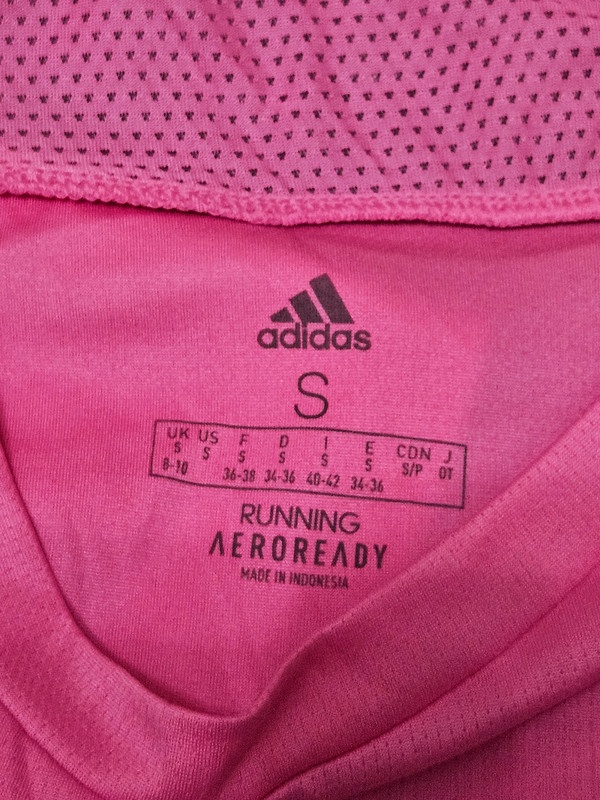 adidas
S
UK US F D I E CDN J
S S S S S S S/P OT
8-10 36-38 34-36 40-42 34-36
RUNNING
AEROREADY
MADE IN INDONESIA